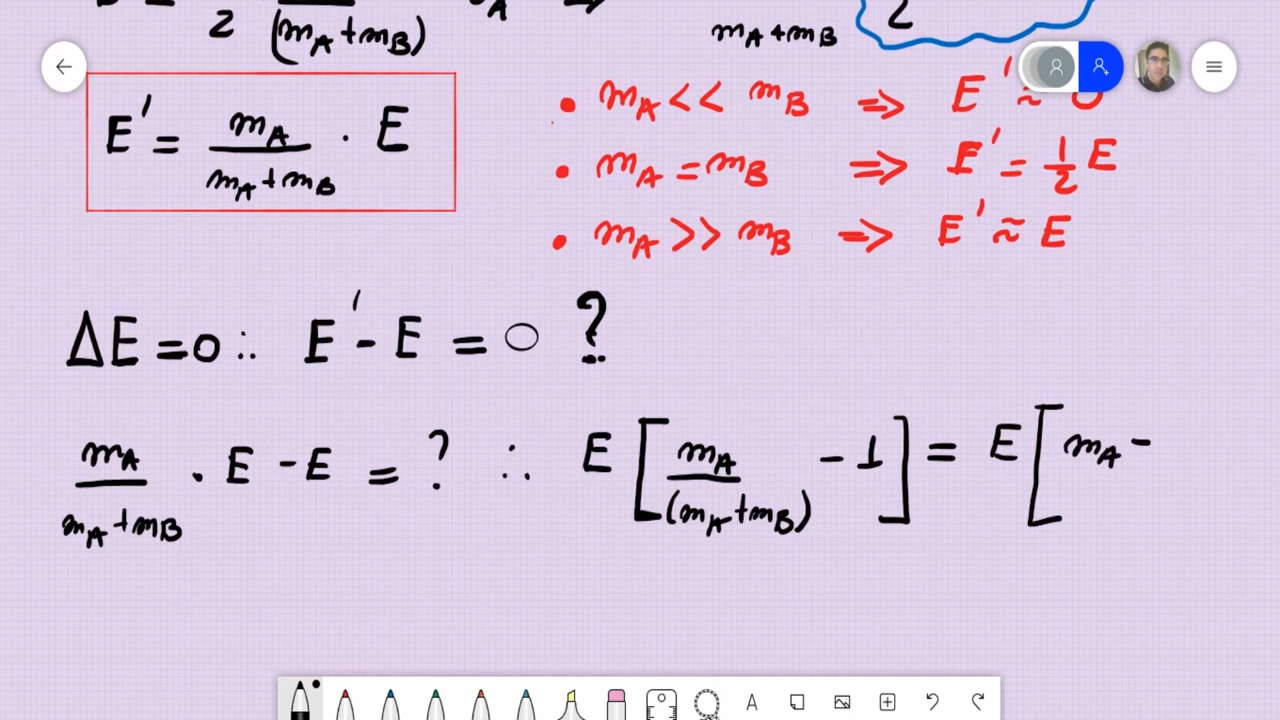 2 (mA+mB) A => mA+mB 2
E' = mA/(mA+mB) · E
• mA << mB => E' ≈ 0
• mA = mB => E' = 1/2 E
• mA >> mB => E' ≈ E
ΔE = 0 ∴ E' - E = 0 ?
mA/(mA+mB) · E - E = ? ∴ E [mA/(mA+mB) - 1] = E [mA -
A